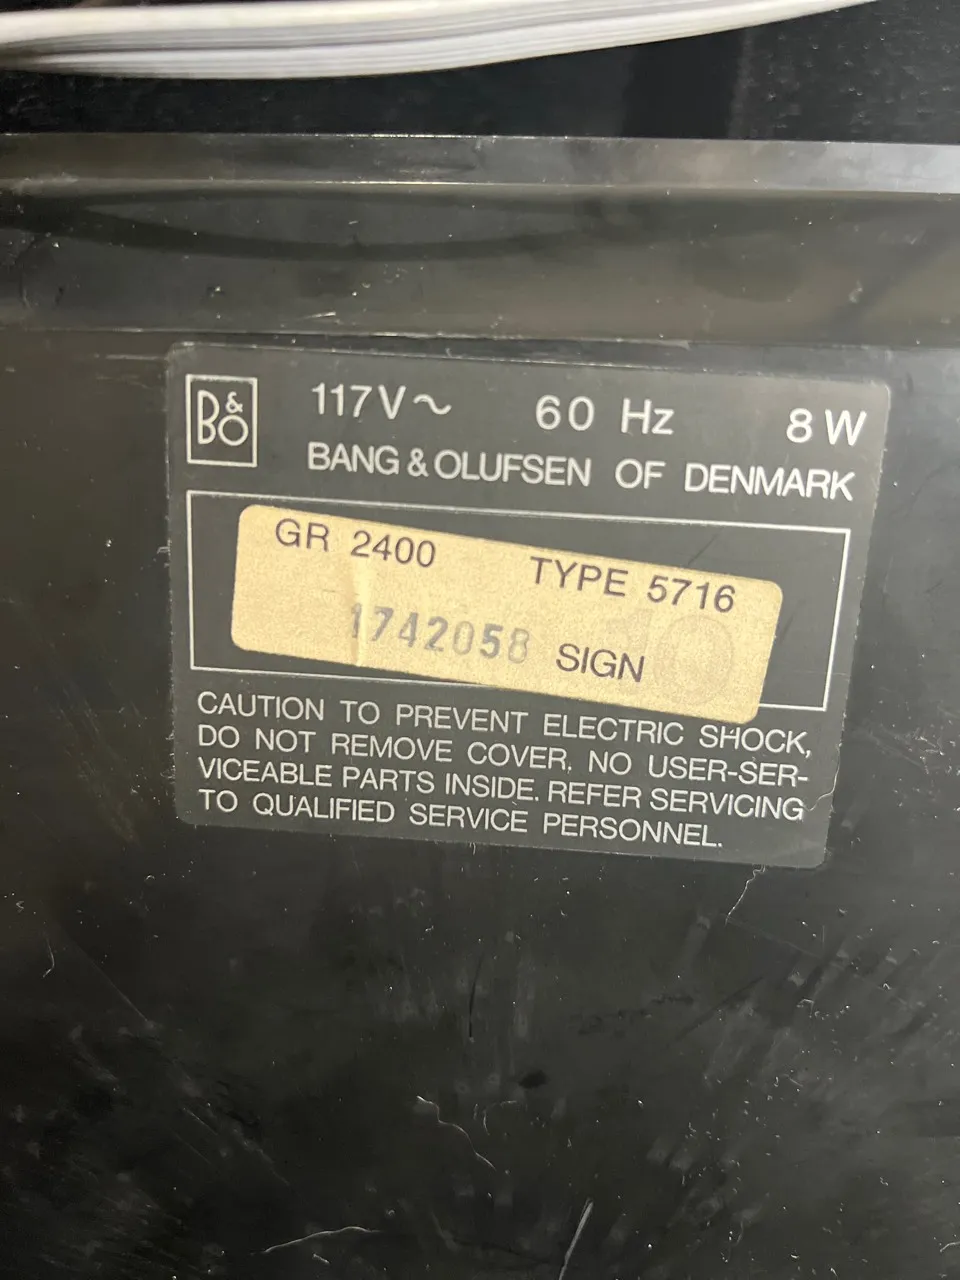 B&O
117V~ 60 Hz 8W
BANG & OLUFSEN OF DENMARK
GR 2400 TYPE 5716
1742058 SIGN
CAUTION TO PREVENT ELECTRIC SHOCK,
DO NOT REMOVE COVER, NO USER-SER-
VICEABLE PARTS INSIDE. REFER SERVICING
TO QUALIFIED SERVICE PERSONNEL.